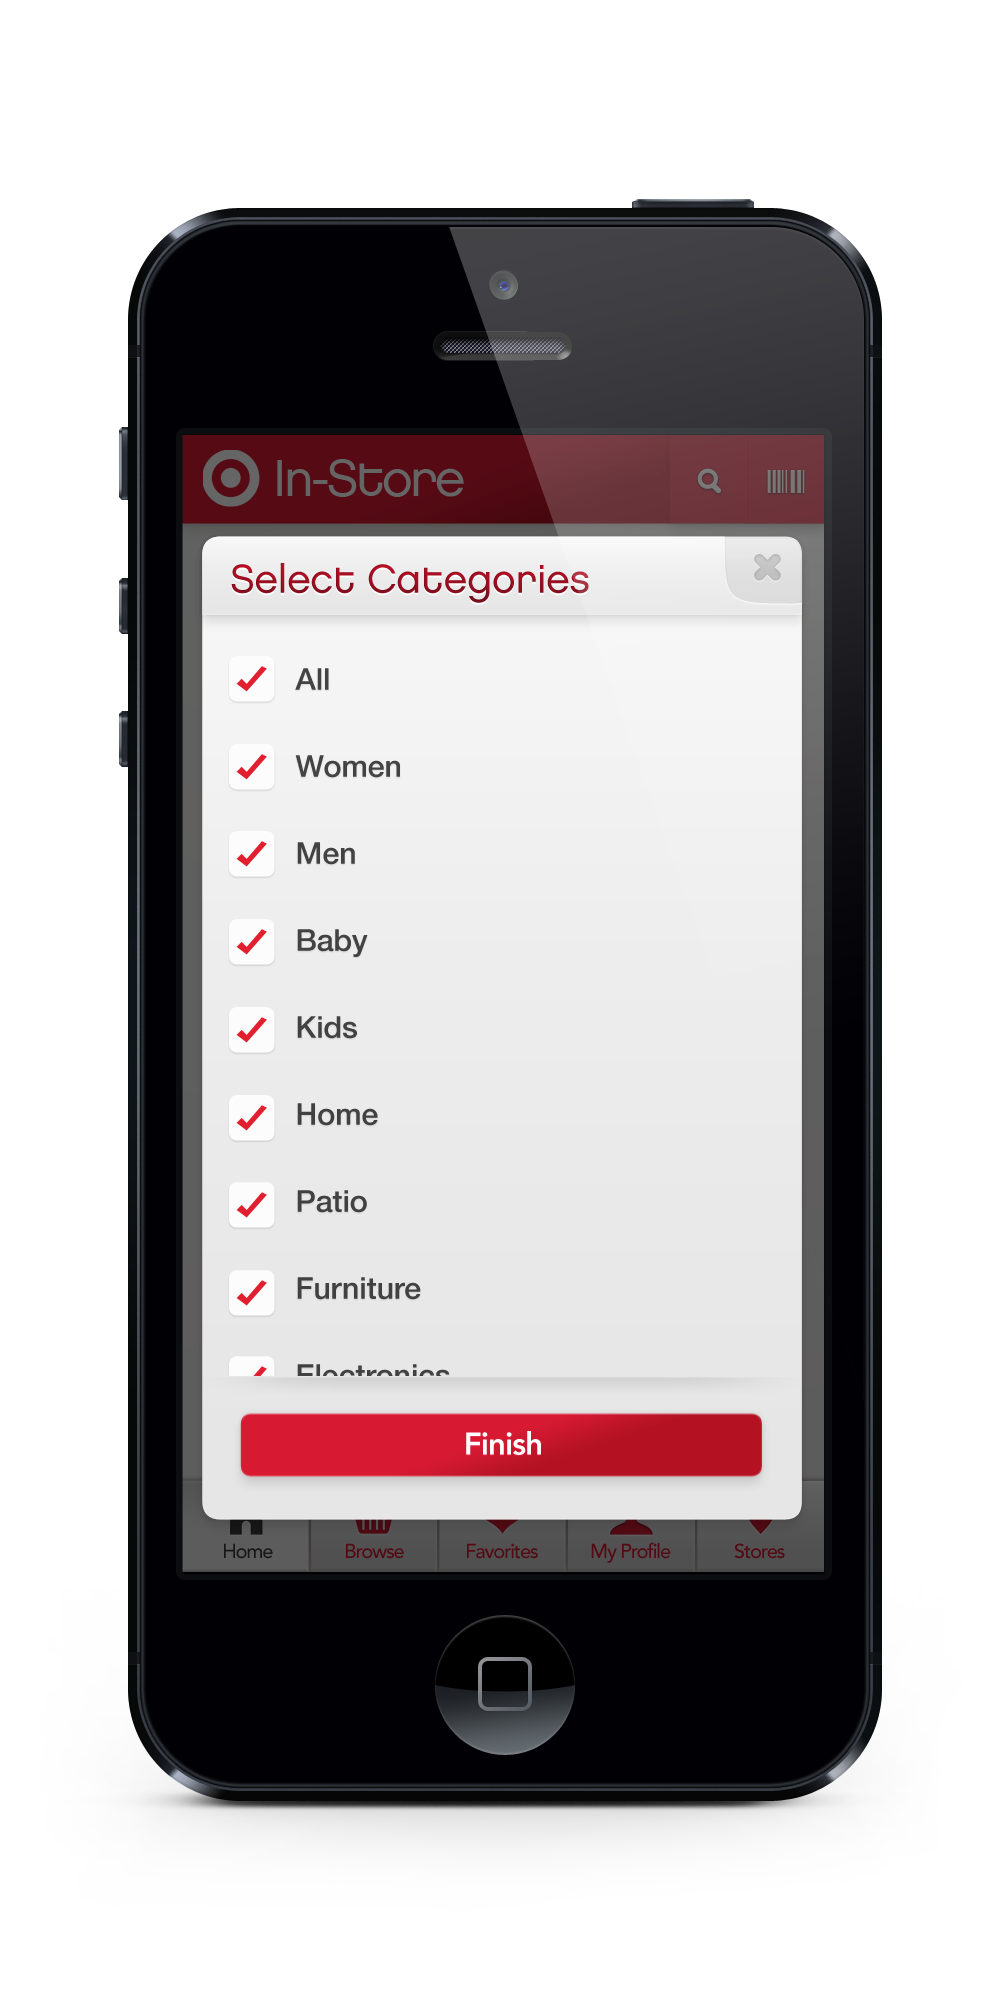 In-Store
Select Categories
All
Women
Men
Baby
Kids
Home
Patio
Furniture
Electronics
Finish
Home
Browse
Favorites
My Profile
Stores